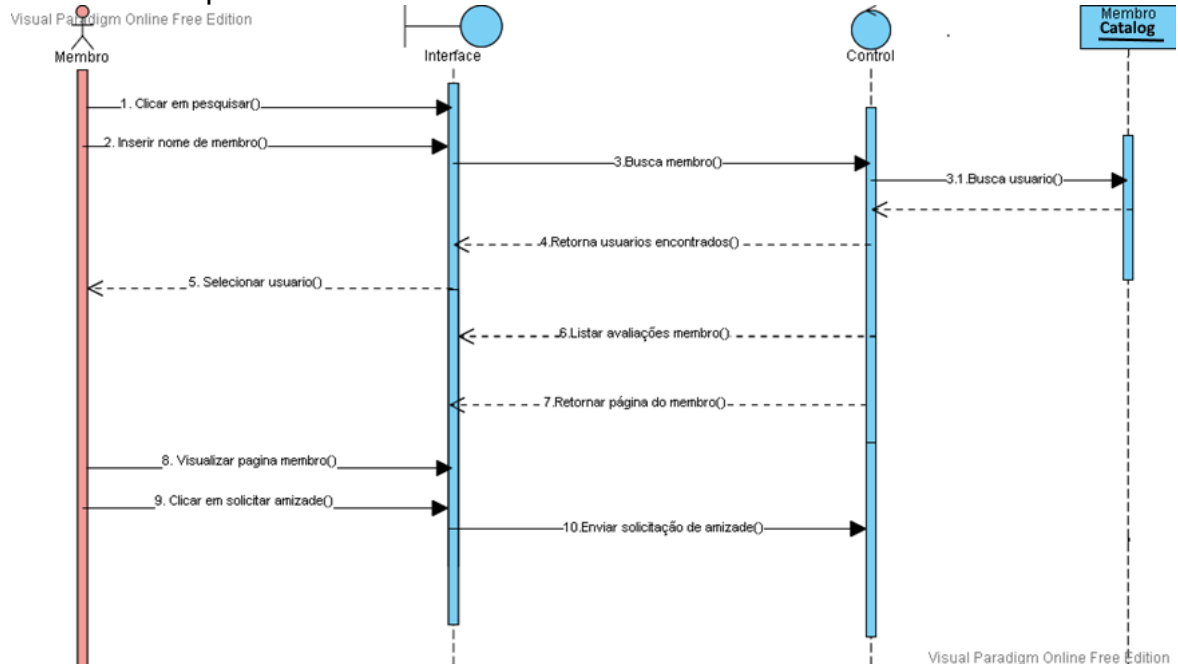 Visual Paradigm Online Free Edition
Membro
Interface
Control
Membro
Catalog
1. Clicar em pesquisar()
2. Inserir nome de membro()
3.Busca membro()
3.1.Busca usuario()
4.Retorna usuarios encontrados()
5. Selecionar usuario()
6.Listar avaliações membro()
7.Retornar página do membro()
8. Visualizar pagina membro()
9. Clicar em solicitar amizade()
10.Enviar solicitação de amizade()
Visual Paradigm Online Free Edition